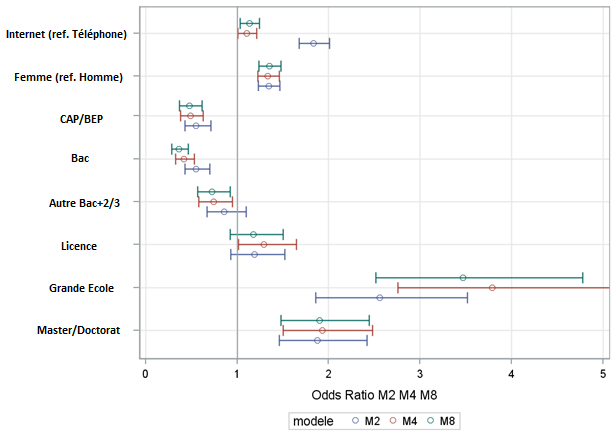 Internet (ref. Téléphone)
Femme (ref. Homme)
CAP/BEP
Bac
Autre Bac+2/3
Licence
Grande Ecole
Master/Doctorat
0 1 2 3 4 5
Odds Ratio M2 M4 M8
modele M2 M4 M8